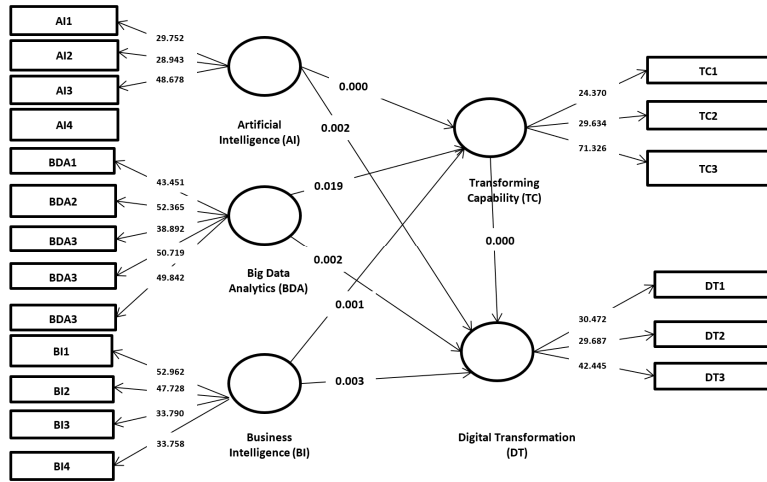 AI1
AI2
AI3
AI4
BDA1
BDA2
BDA3
BDA3
BDA3
BI1
BI2
BI3
BI4
29.752
28.943
48.678
43.451
52.365
38.892
50.719
49.842
52.962
47.728
33.790
33.758
Artificial
Intelligence (AI)
Big Data
Analytics (BDA)
Business
Intelligence (BI)
0.000
0.002
0.019
0.002
0.001
0.003
0.000
Transforming
Capability (TC)
Digital Transformation
(DT)
24.370
29.634
71.326
30.472
29.687
42.445
TC1
TC2
TC3
DT1
DT2
DT3